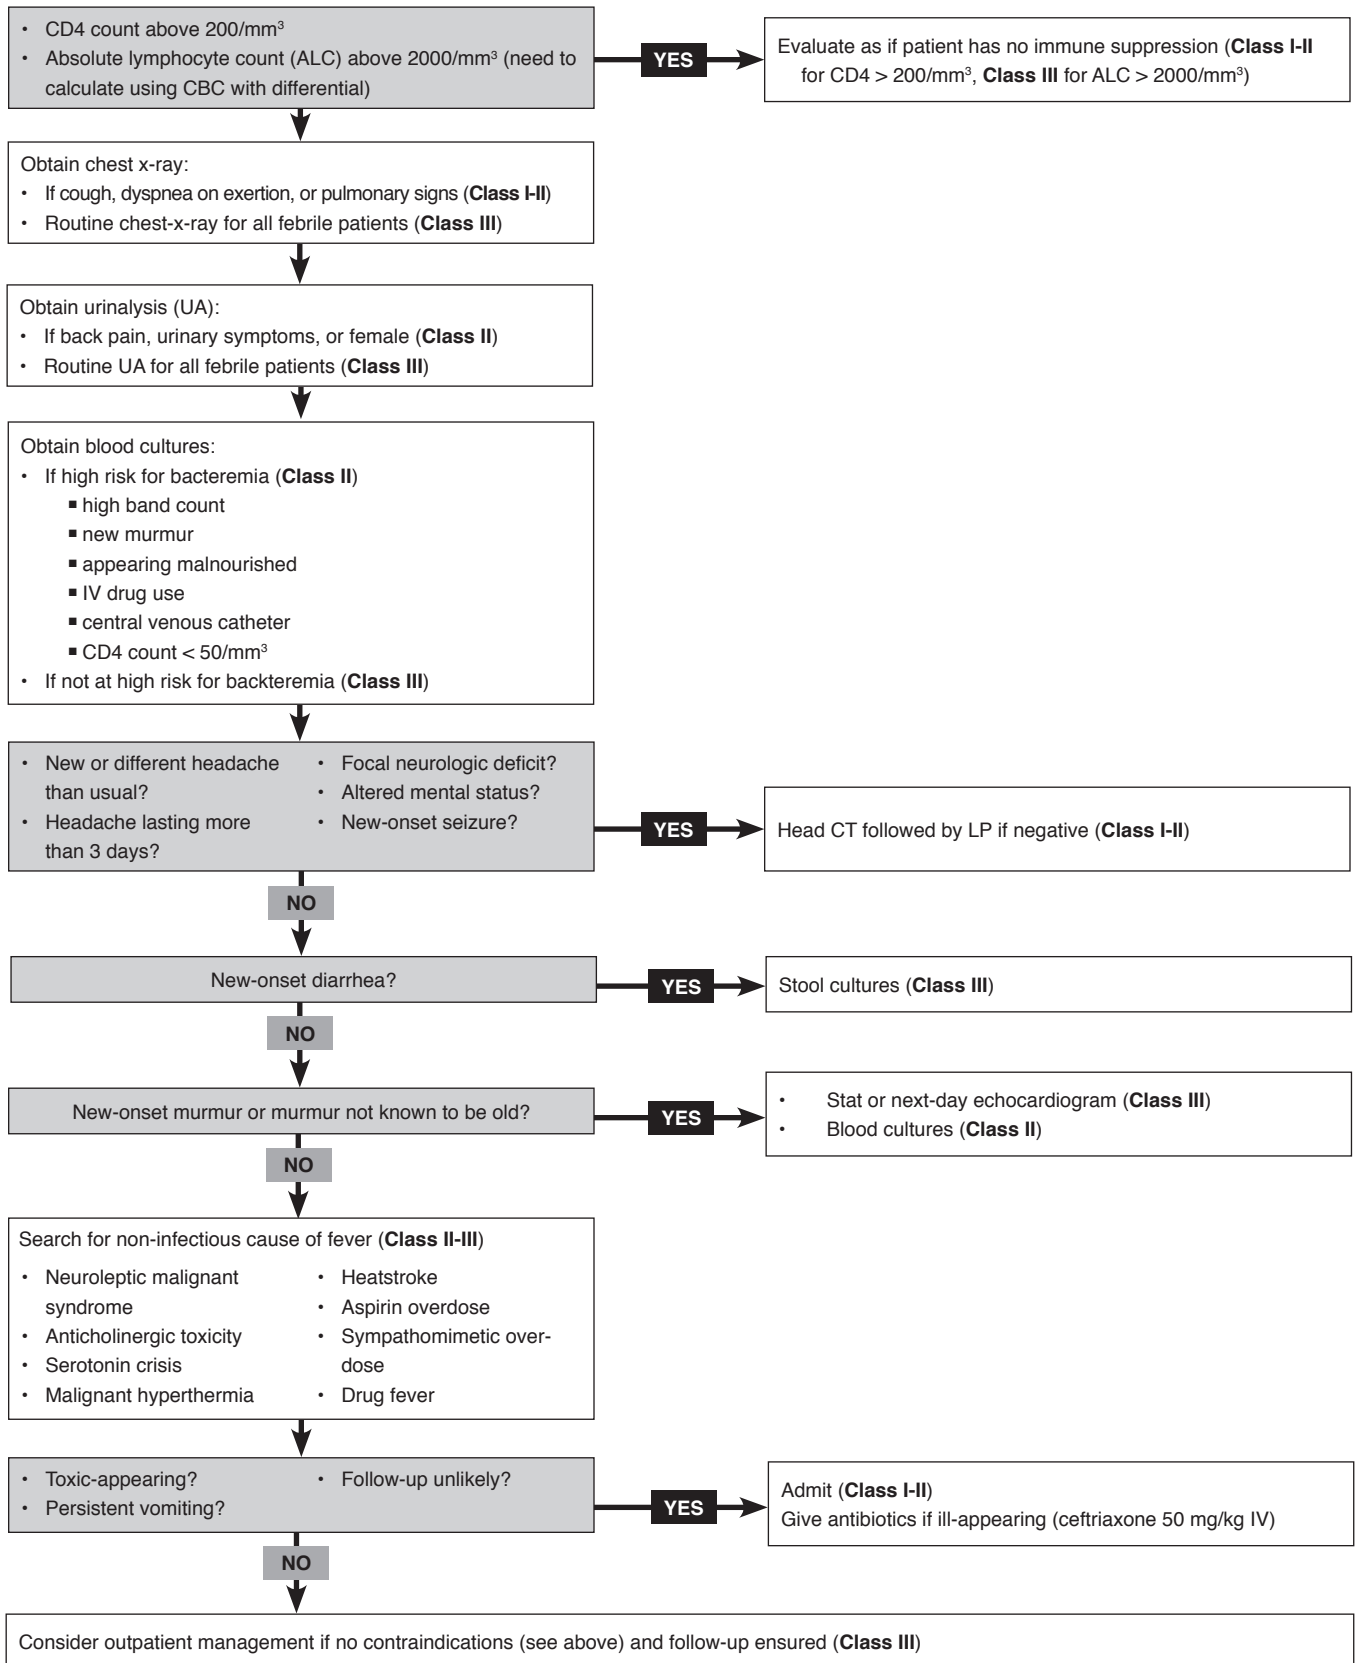 • CD4 count above 200/mm³
• Absolute lymphocyte count (ALC) above 2000/mm³ (need to
calculate using CBC with differential)
YES
Evaluate as if patient has no immune suppression (Class I-II
for CD4 > 200/mm³, Class III for ALC > 2000/mm³)
Obtain chest x-ray:
• If cough, dyspnea on exertion, or pulmonary signs (Class I-II)
• Routine chest-x-ray for all febrile patients (Class III)
Obtain urinalysis (UA):
• If back pain, urinary symptoms, or female (Class II)
• Routine UA for all febrile patients (Class III)
Obtain blood cultures:
• If high risk for bacteremia (Class II)
■ high band count
■ new murmur
■ appearing malnourished
■ IV drug use
■ central venous catheter
■ CD4 count < 50/mm³
• If not at high risk for backteremia (Class III)
• New or different headache
than usual?
• Headache lasting more
than 3 days?
• Focal neurologic deficit?
• Altered mental status?
• New-onset seizure?
YES
Head CT followed by LP if negative (Class I-II)
NO
New-onset diarrhea?
YES
Stool cultures (Class III)
NO
New-onset murmur or murmur not known to be old?
YES
• Stat or next-day echocardiogram (Class III)
• Blood cultures (Class II)
NO
Search for non-infectious cause of fever (Class II-III)
• Neuroleptic malignant
syndrome
• Anticholinergic toxicity
• Serotonin crisis
• Malignant hyperthermia
• Heatstroke
• Aspirin overdose
• Sympathomimetic over-
dose
• Drug fever
• Toxic-appearing?
• Persistent vomiting?
• Follow-up unlikely?
YES
Admit (Class I-II)
Give antibiotics if ill-appearing (ceftriaxone 50 mg/kg IV)
NO
Consider outpatient management if no contraindications (see above) and follow-up ensured (Class III)